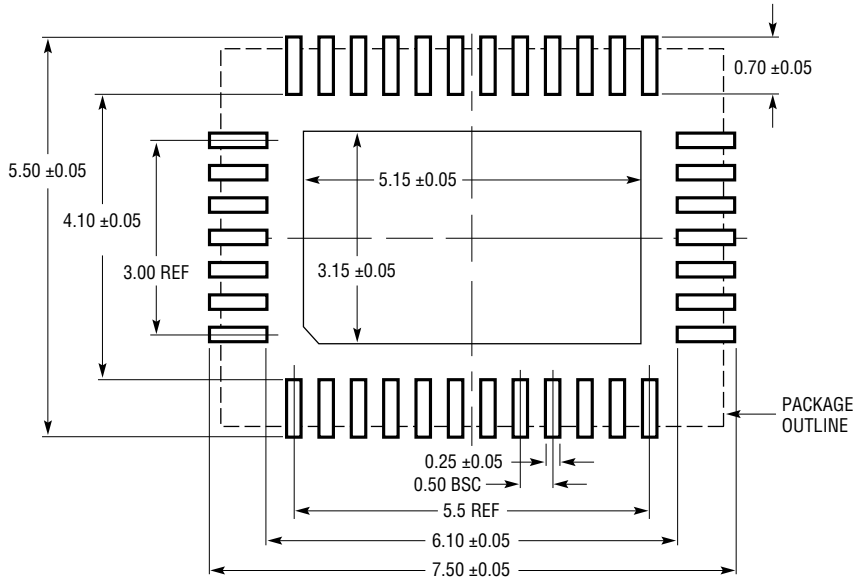 0.70 ±0.05
5.50 ±0.05
5.15 ±0.05
4.10 ±0.05
3.00 REF
3.15 ±0.05
PACKAGE
OUTLINE
0.25 ±0.05
0.50 BSC
5.5 REF
6.10 ±0.05
7.50 ±0.05